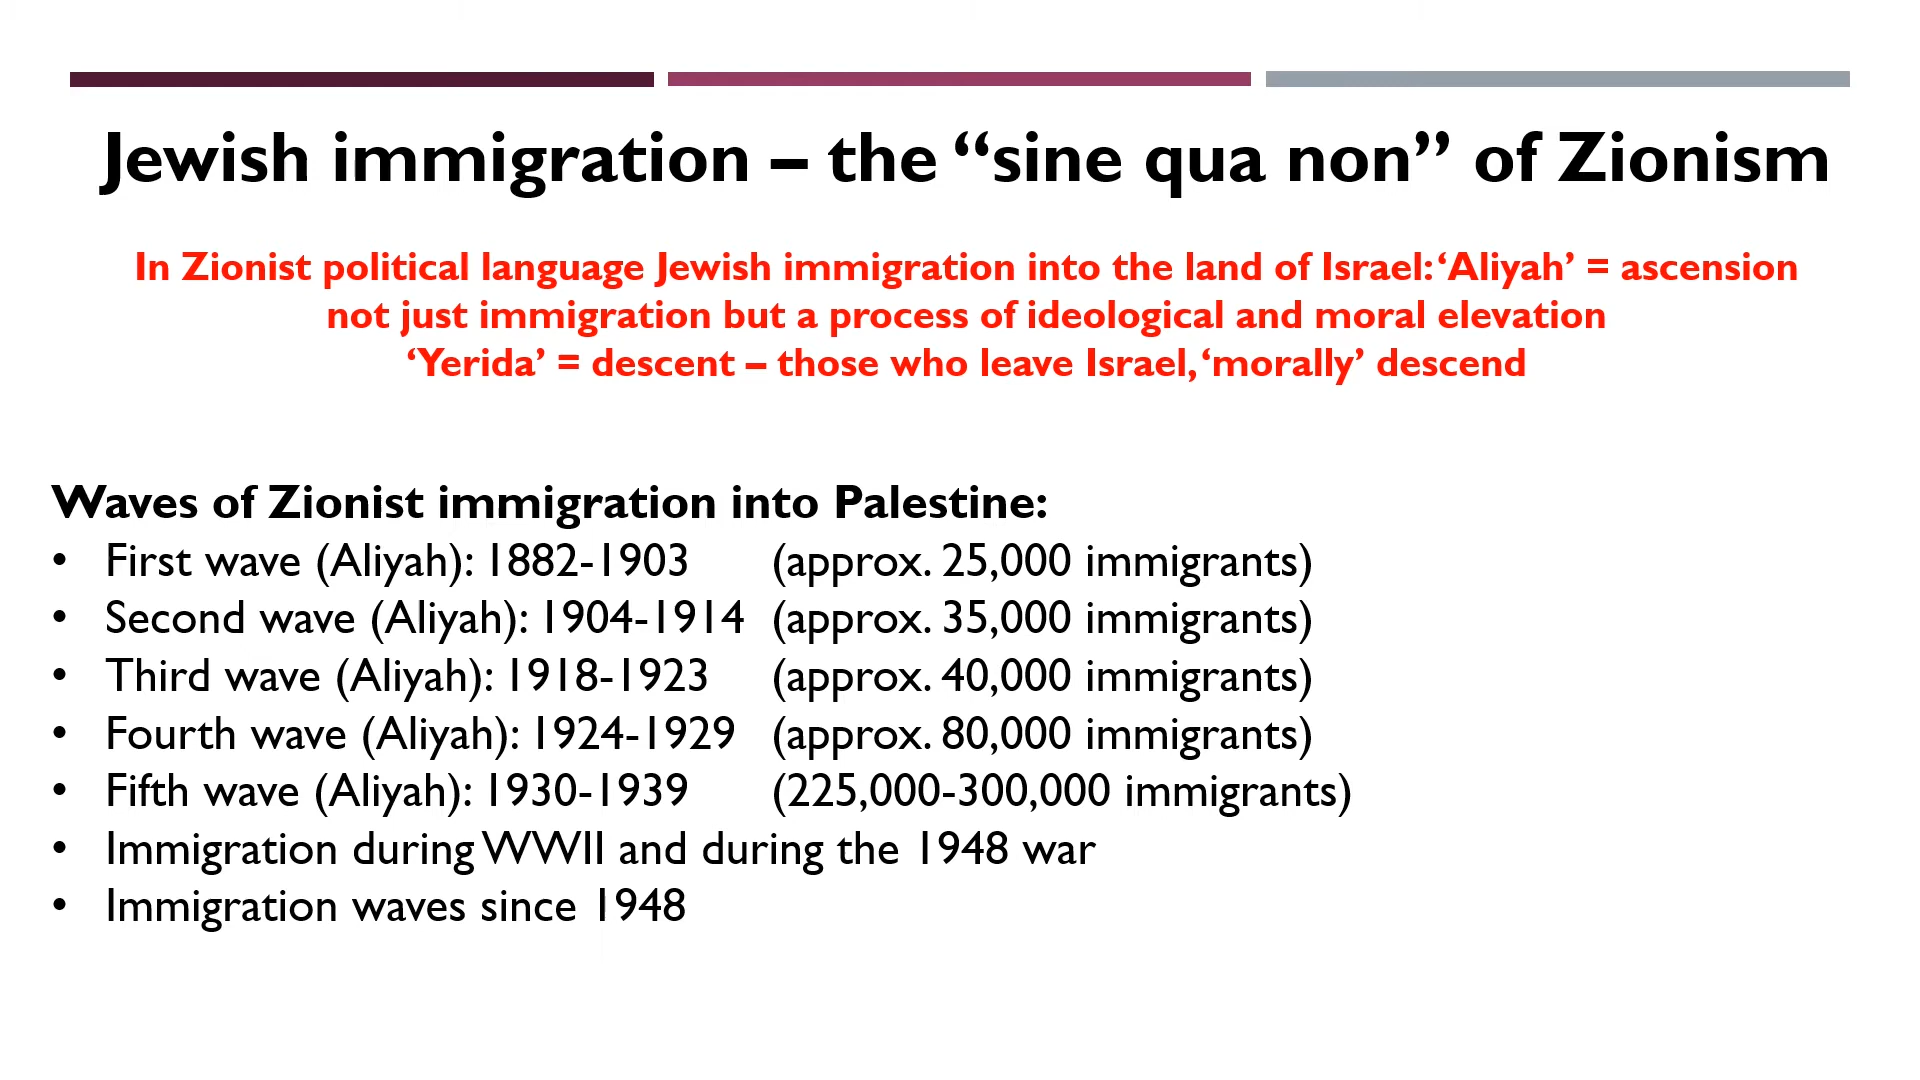 Jewish immigration – the “sine qua non” of Zionism
In Zionist political language Jewish immigration into the land of Israel: ‘Aliyah’ = ascension
not just immigration but a process of ideological and moral elevation
‘Yerida’ = descent – those who leave Israel, ‘morally’ descend
Waves of Zionist immigration into Palestine:
• First wave (Aliyah): 1882-1903 (approx. 25,000 immigrants)
• Second wave (Aliyah): 1904-1914 (approx. 35,000 immigrants)
• Third wave (Aliyah): 1918-1923 (approx. 40,000 immigrants)
• Fourth wave (Aliyah): 1924-1929 (approx. 80,000 immigrants)
• Fifth wave (Aliyah): 1930-1939 (225,000-300,000 immigrants)
• Immigration during WWII and during the 1948 war
• Immigration waves since 1948